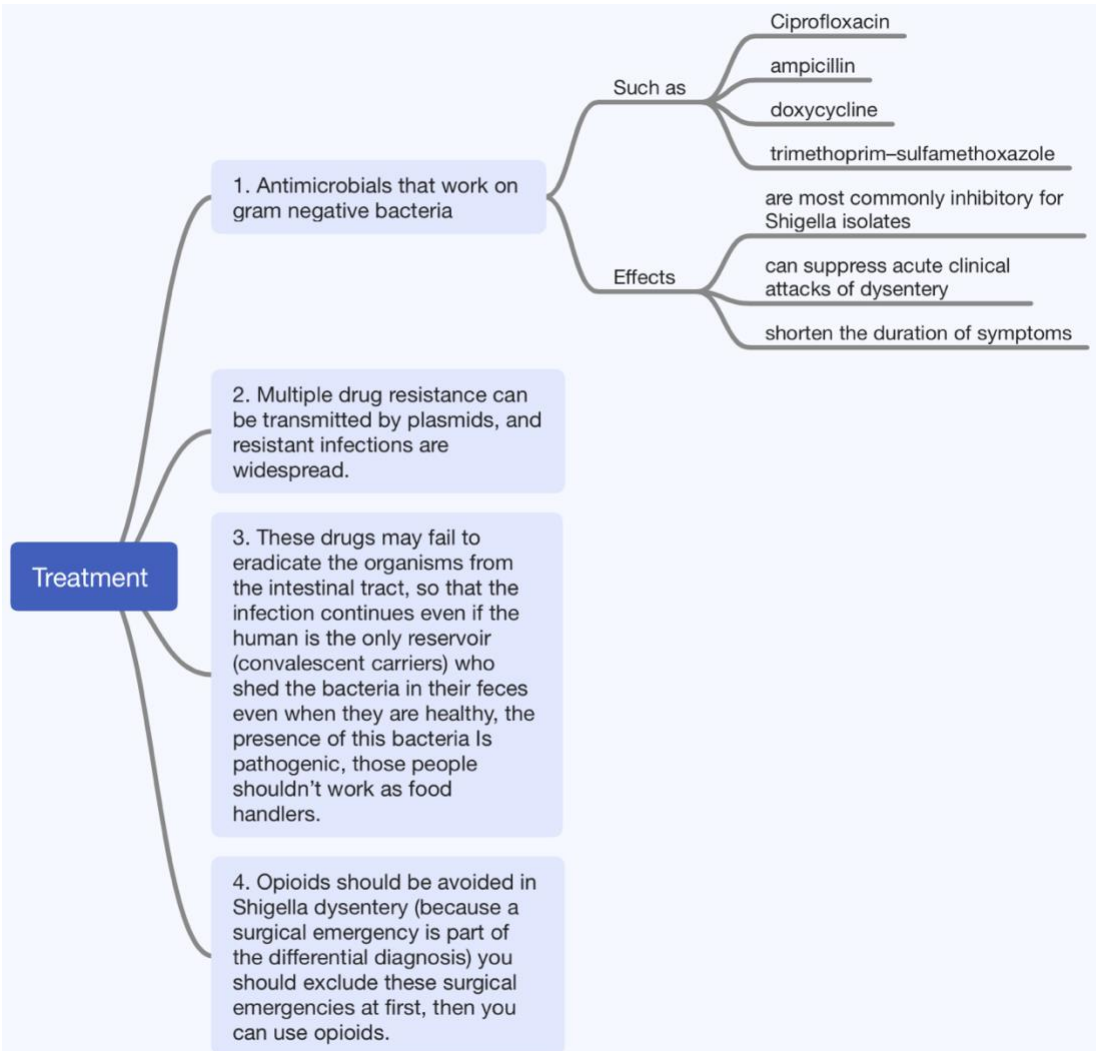 Treatment
1. Antimicrobials that work on
gram negative bacteria
Such as
Ciprofloxacin
ampicillin
doxycycline
trimethoprim–sulfamethoxazole
Effects
are most commonly inhibitory for
Shigella isolates
can suppress acute clinical
attacks of dysentery
shorten the duration of symptoms
2. Multiple drug resistance can
be transmitted by plasmids, and
resistant infections are
widespread.
3. These drugs may fail to
eradicate the organisms from
the intestinal tract, so that the
infection continues even if the
human is the only reservoir
(convalescent carriers) who
shed the bacteria in their feces
even when they are healthy, the
presence of this bacteria Is
pathogenic, those people
shouldn’t work as food
handlers.
4. Opioids should be avoided in
Shigella dysentery (because a
surgical emergency is part of
the differential diagnosis) you
should exclude these surgical
emergencies at first, then you
can use opioids.